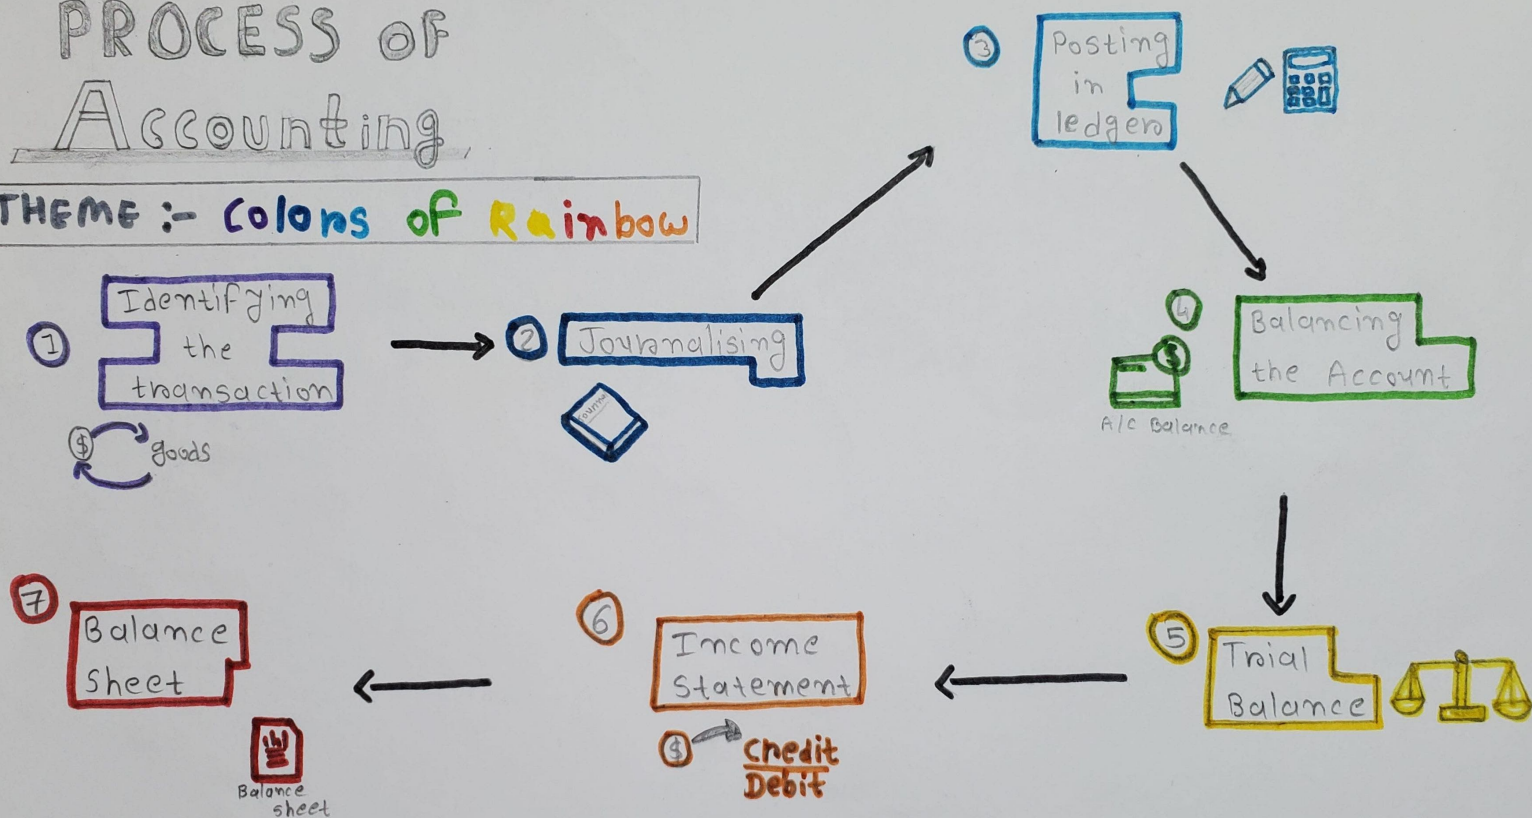 PROCESS OF
Accounting
THEME :- Colors of Rainbow
1
Identifying
the
transaction
$
goods
2
Journalising
3
Posting
in
ledger
4
Balancing
the Account
$
A/C Balance
5
Trial
Balance
6
Income
Statement
$
Credit
Debit
7
Balance
Sheet
Balance
sheet